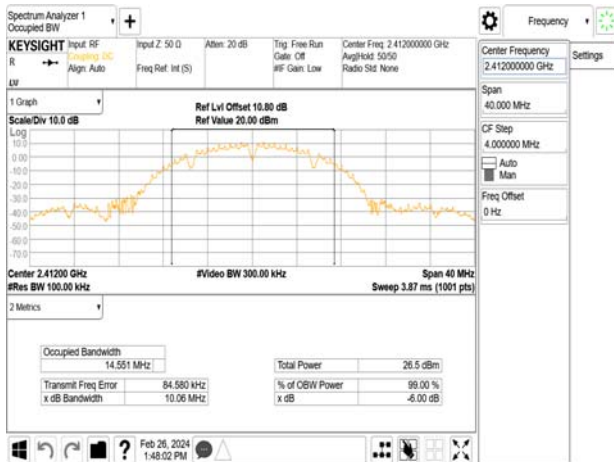 Spectrum Analyzer 1
Occupied BW
Frequency
KEYSIGHT
R
LXI
Input: RF
Coupling: DC
Align: Auto
Input Z: 50 Ω
Freq Ref: Int (S)
Atten: 20 dB
Trig: Free Run
Gate: Off
#IF Gain: Low
Center Freq: 2.412000000 GHz
Avg|Hold: 50/50
Radio Std: None
Center Frequency
2.412000000 GHz
Settings
Span
40.000 MHz
CF Step
4.000000 MHz
Auto
Man
Freq Offset
0 Hz
1 Graph
Scale/Div 10.0 dB
Ref Lvl Offset 10.80 dB
Ref Value 20.00 dBm
Log
10.0
0.00
-10.0
-20.0
-30.0
-40.0
-50.0
-60.0
-70.0
Center 2.41200 GHz
#Res BW 100.00 kHz
#Video BW 300.00 kHz
Span 40 MHz
Sweep 3.87 ms (1001 pts)
2 Metrics
Occupied Bandwidth
14.551 MHz
Total Power 26.5 dBm
Transmit Freq Error 84.580 kHz
% of OBW Power 99.00 %
x dB Bandwidth 10.06 MHz
x dB -6.00 dB
?
Feb 26, 2024
1:48:02 PM